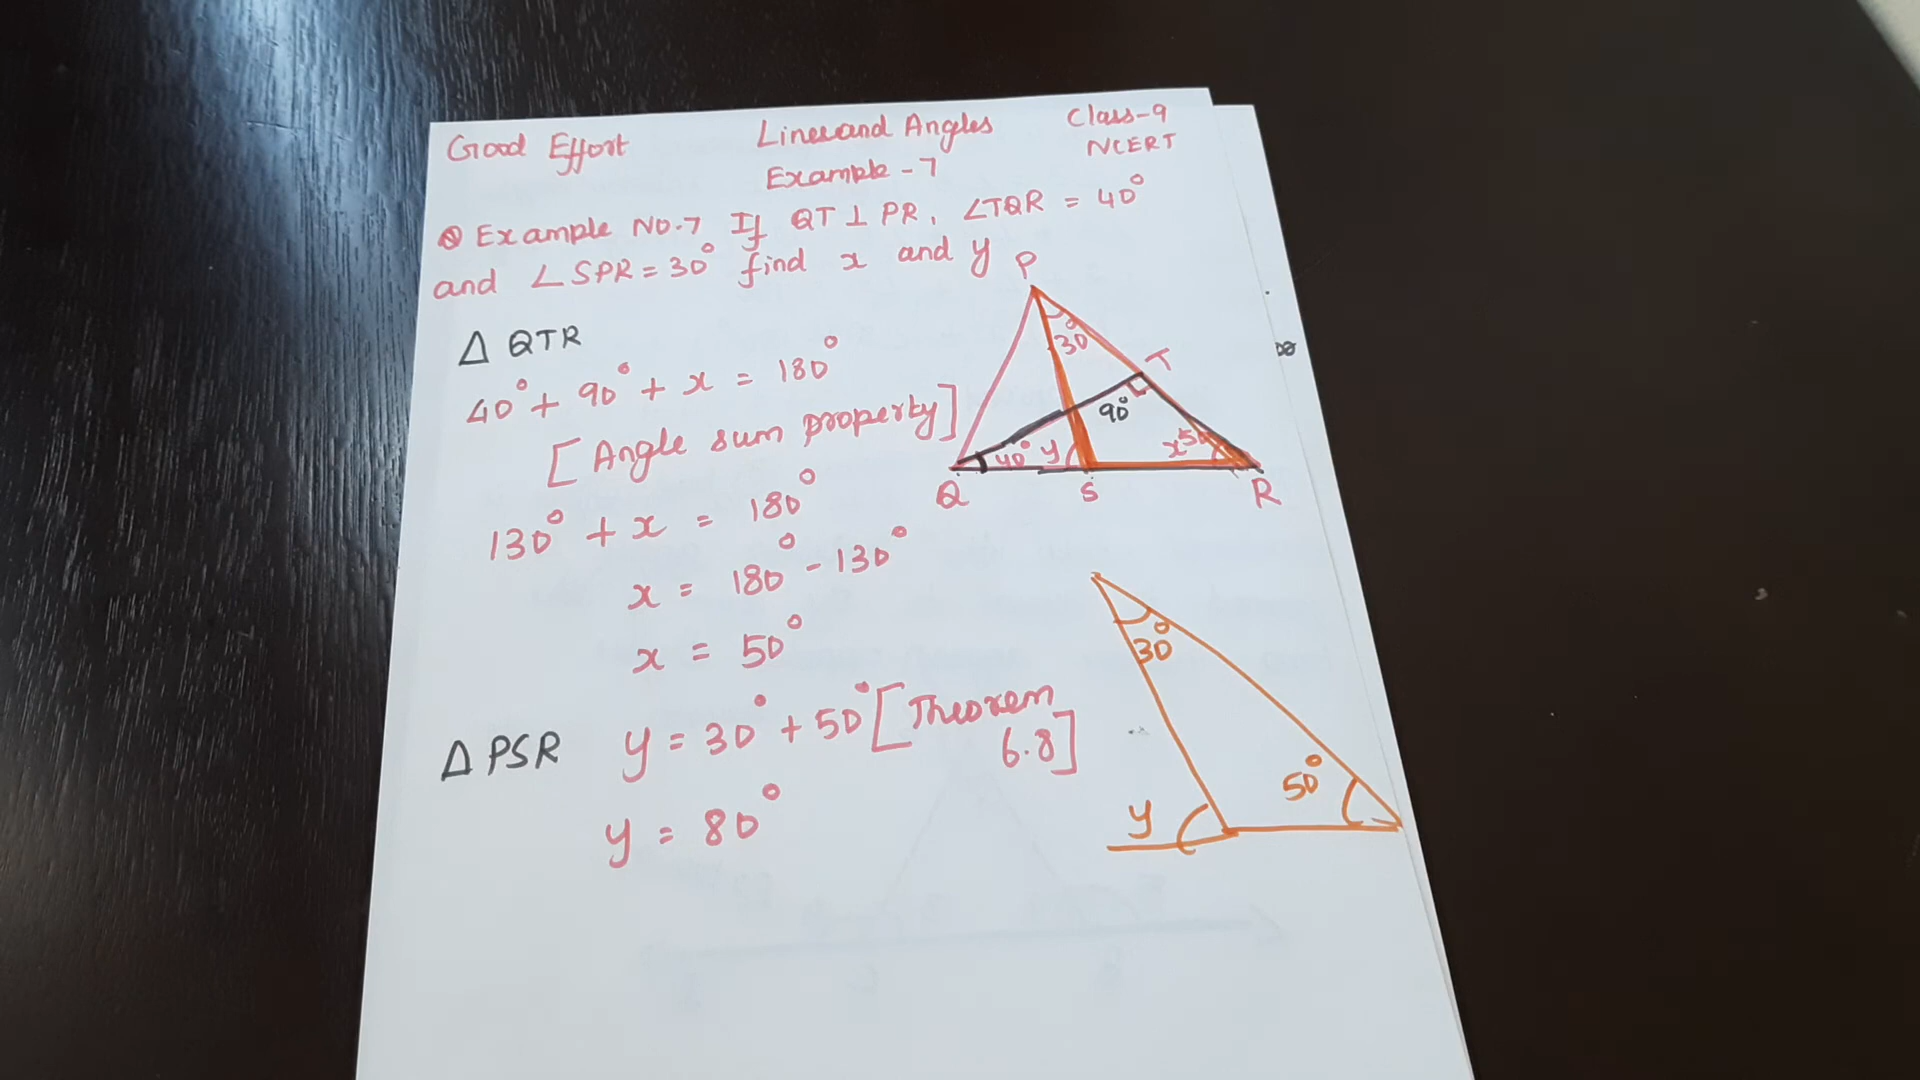 Good Effort
Lines and Angles
Class-9
NCERT
Example-7
Q Example No.7 If QT ⊥ PR, ∠TQR = 40°
and ∠SPR = 30° find x and y
△ QTR
40° + 90° + x = 180°
[Angle sum property]
130° + x = 180°
x = 180° - 130°
x = 50°
△ PSR y = 30° + 50° [Theorem
6.8]
y = 80°
P
30°
T
90°
40° y
x 50
Q S R
30°
50°
y